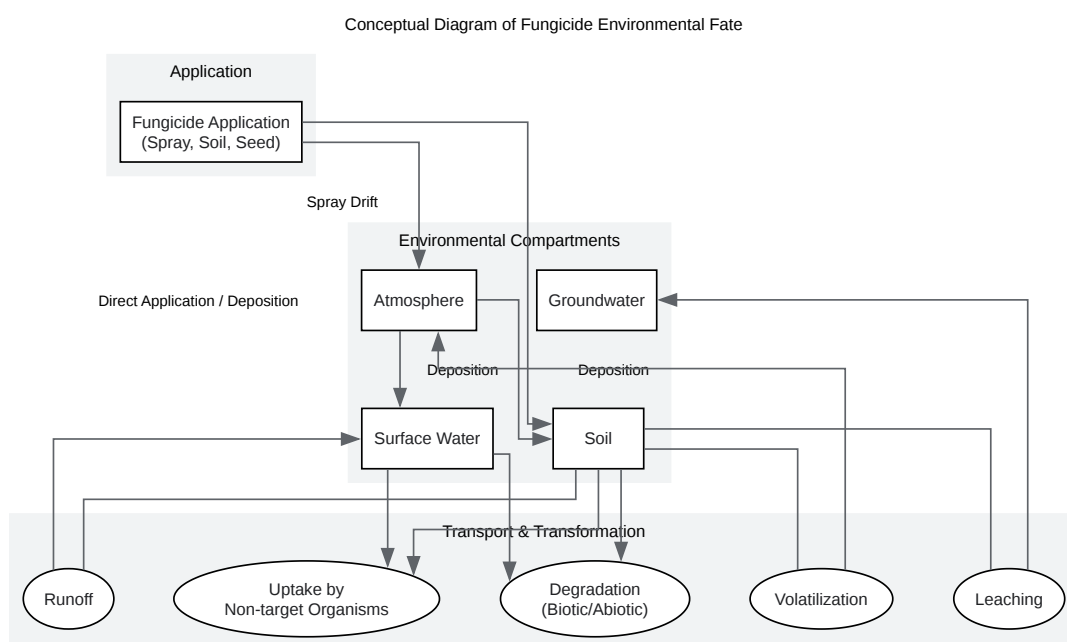 Conceptual Diagram of Fungicide Environmental Fate
Application
Fungicide Application
(Spray, Soil, Seed)
Spray Drift
Environmental Compartments
Direct Application / Deposition
Atmosphere
Groundwater
Deposition
Deposition
Surface Water
Soil
Transport & Transformation
Runoff
Uptake by
Non-target Organisms
Degradation
(Biotic/Abiotic)
Volatilization
Leaching